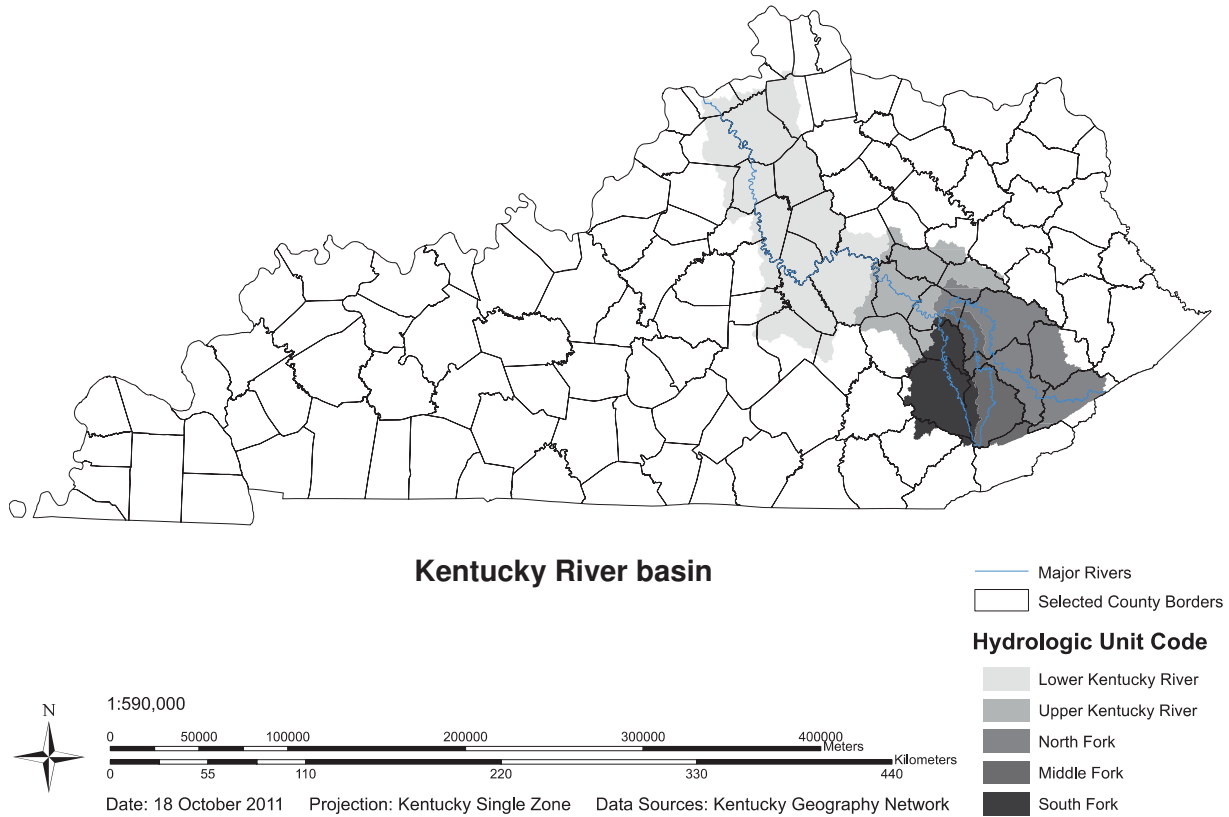 Kentucky River basin
Major Rivers
Selected County Borders
Hydrologic Unit Code
Lower Kentucky River
Upper Kentucky River
North Fork
Middle Fork
South Fork
N
1:590,000
0 50000 100000 200000 300000 400000
Meters
Kilometers
0 55 110 220 330 440
Date: 18 October 2011 Projection: Kentucky Single Zone Data Sources: Kentucky Geography Network